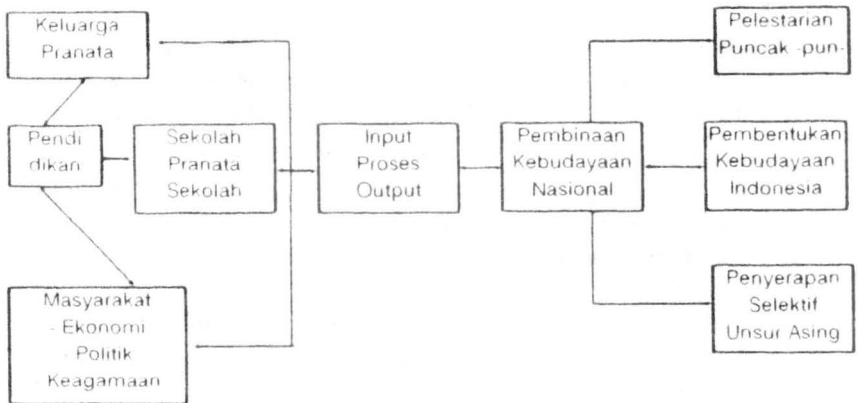 Keluarga
Pranata
Pendi
dikan
Sekolah
Pranata
Sekolah
Masyarakat
- Ekonomi
- Politik
- Keagamaan
Input
Proses
Output
Pembinaan
Kebudayaan
Nasional
Pelestarian
Puncak -pun-
Pembentukan
Kebudayaan
Indonesia
Penyerapan
Selektif
Unsur Asing